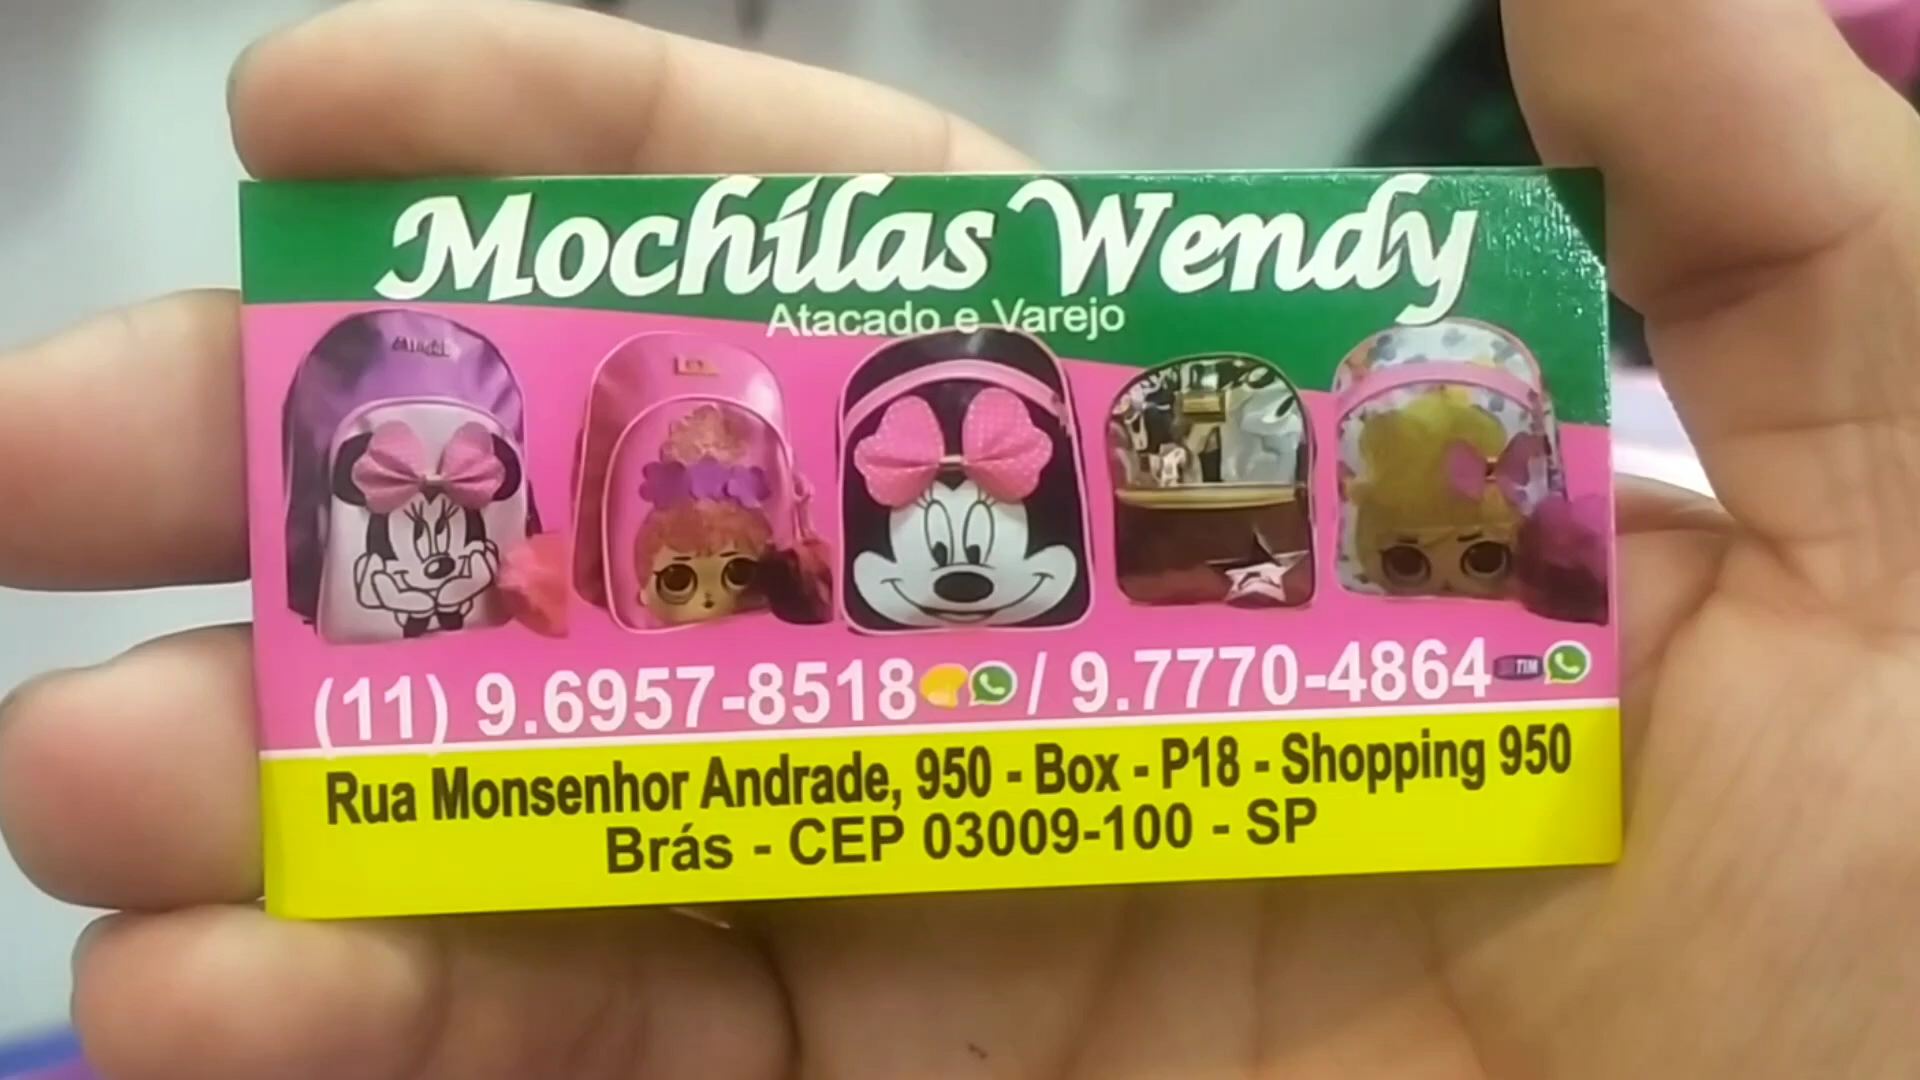 Mochilas Wendy
Atacado e Varejo
(11) 9.6957-8518 / 9.7770-4864 TIM
Rua Monsenhor Andrade, 950 - Box - P18 - Shopping 950
Brás - CEP 03009-100 - SP